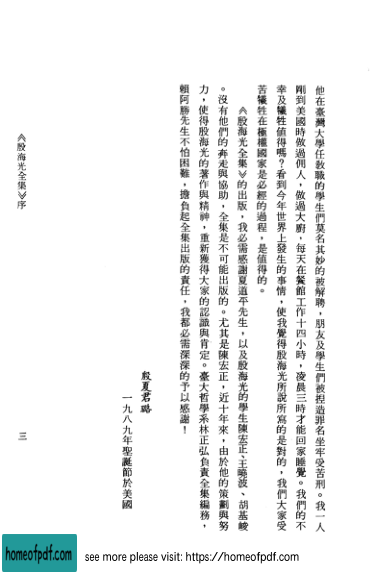 他在臺灣大學任教職的學生們莫名其妙的被解聘，朋友及學生們被捏造罪名坐牢受苦刑。我一人
剛到美國時做過佣人，做過大廚，每天在餐館工作十四小時，凌晨三時才能回家睡覺。我們的不
幸及犧牲値得嗎？看到今年世界上發生的事情，使我覺得殷海光所說所寫的是對的，我們大家受
苦犧牲在極權國家是必經的過程，是値得的。
《殷海光全集》的出版，我必需感謝夏道平先生，以及殷海光的學生陳宏正、王曉波、胡基峻
。沒有他們的奔走與協助，全集是不可能出版的。尤其是陳宏正，近十年來，由於他的策劃與努
力，使得殷海光的著作與精神，重新獲得大家的認識與肯定。臺大哲學系林正弘負責全集編務，
賴阿勝先生不怕困難，擔負起全集出版的責任，我都必需深深的予以感謝！
殷夏君璐
一九八九年聖誕節於美國
《殷海光全集》序
三
homeofpdf.com
see more please visit: https://homeofpdf.com